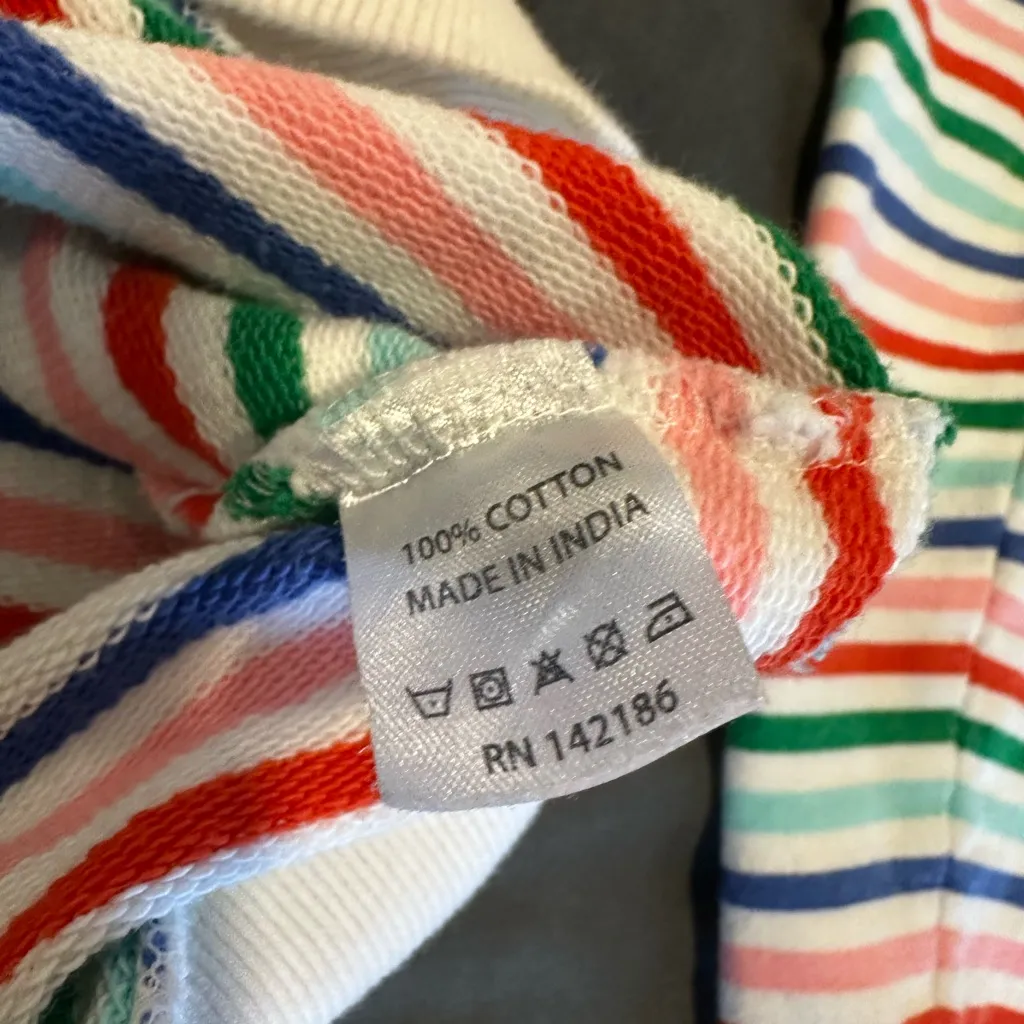 100% COTTON
MADE IN INDIA
RN 142186